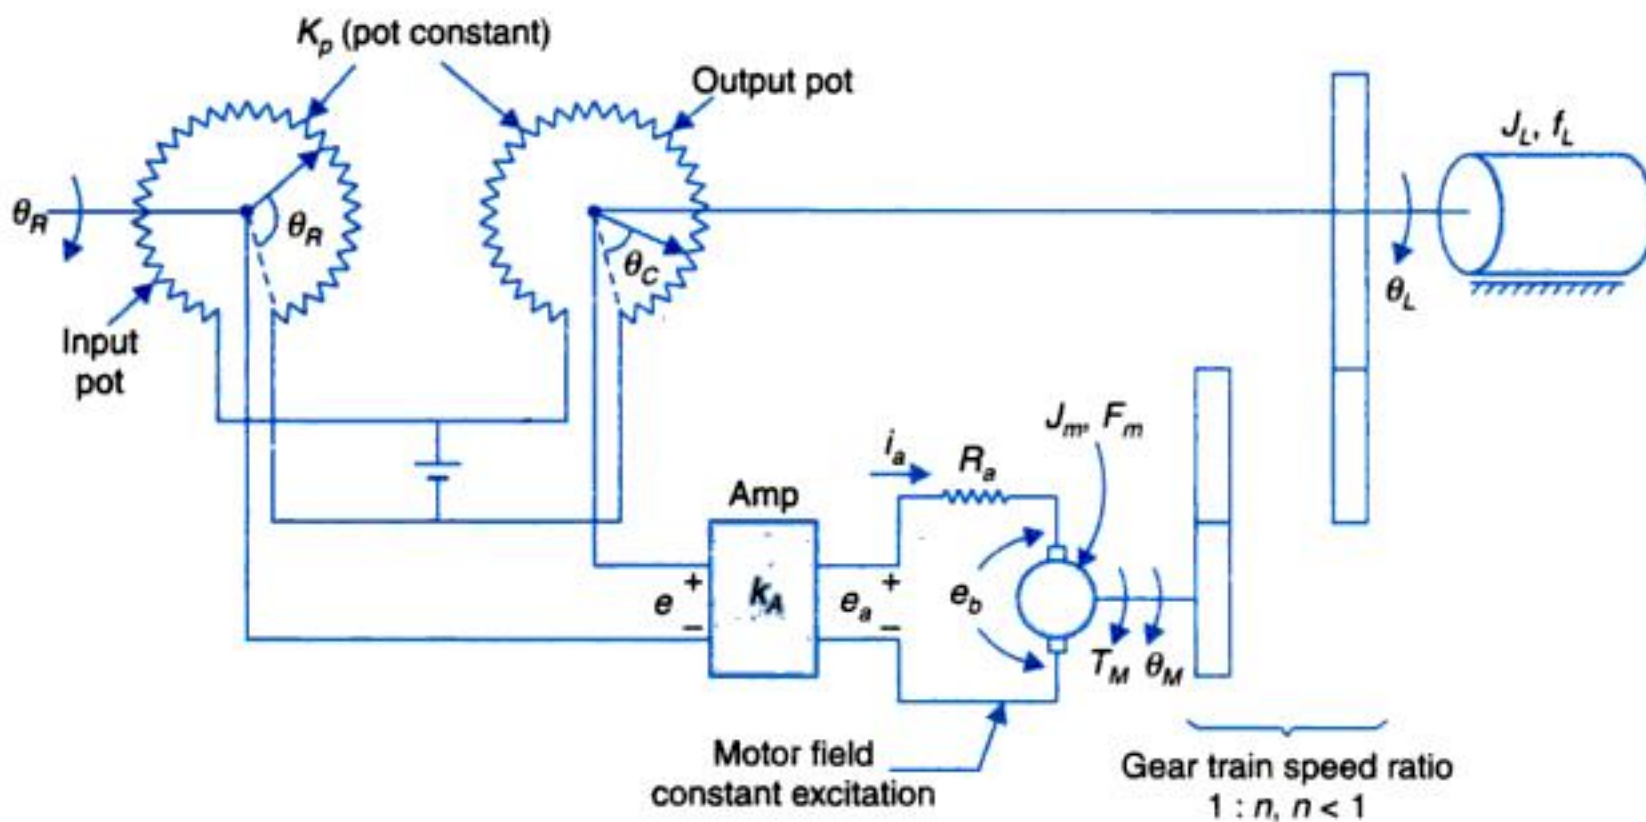 K_p (pot constant)
Output pot
J_L, f_L
θ_R
θ_R
θ_C
θ_L
Input
pot
J_m, F_m
i_a
R_a
Amp
+
e
−
k_A
+
e_a
−
e_b
T_M θ_M
Motor field
constant excitation
Gear train speed ratio
1 : n, n < 1